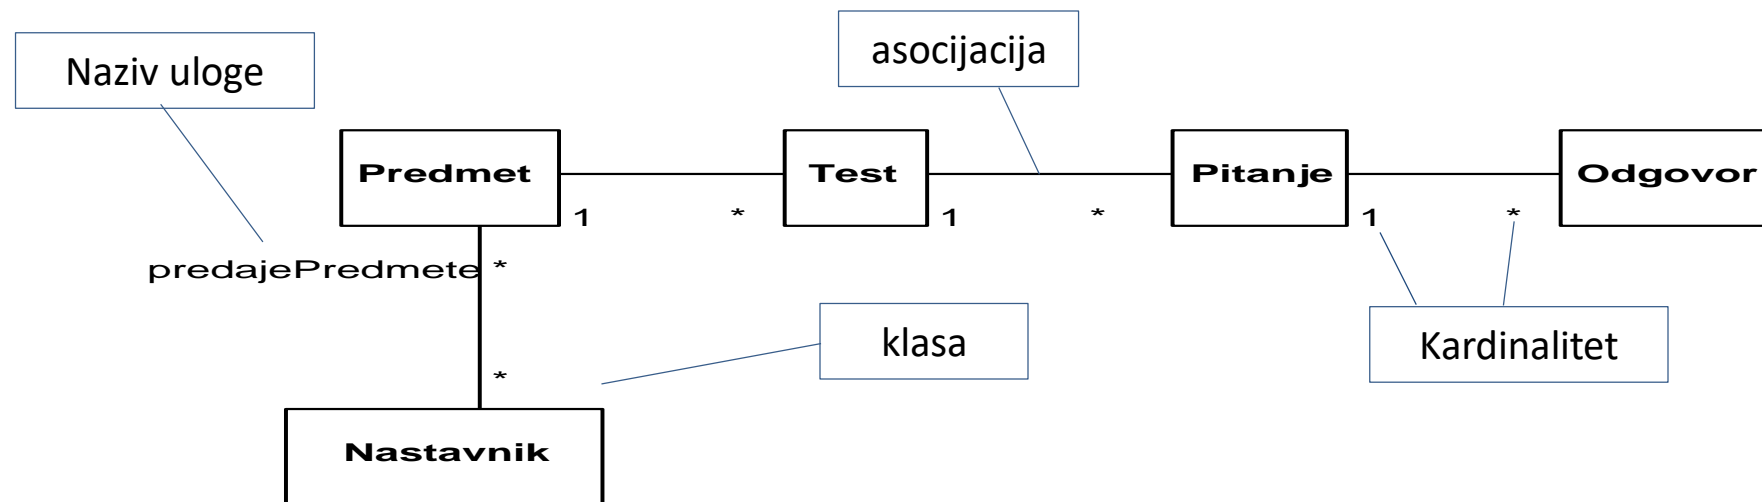 asocijacija
Naziv uloge
Predmet
Test
Pitanje
Odgovor
1 * 1 * 1 *
predajePredmete *
klasa
Kardinalitet
*
Nastavnik